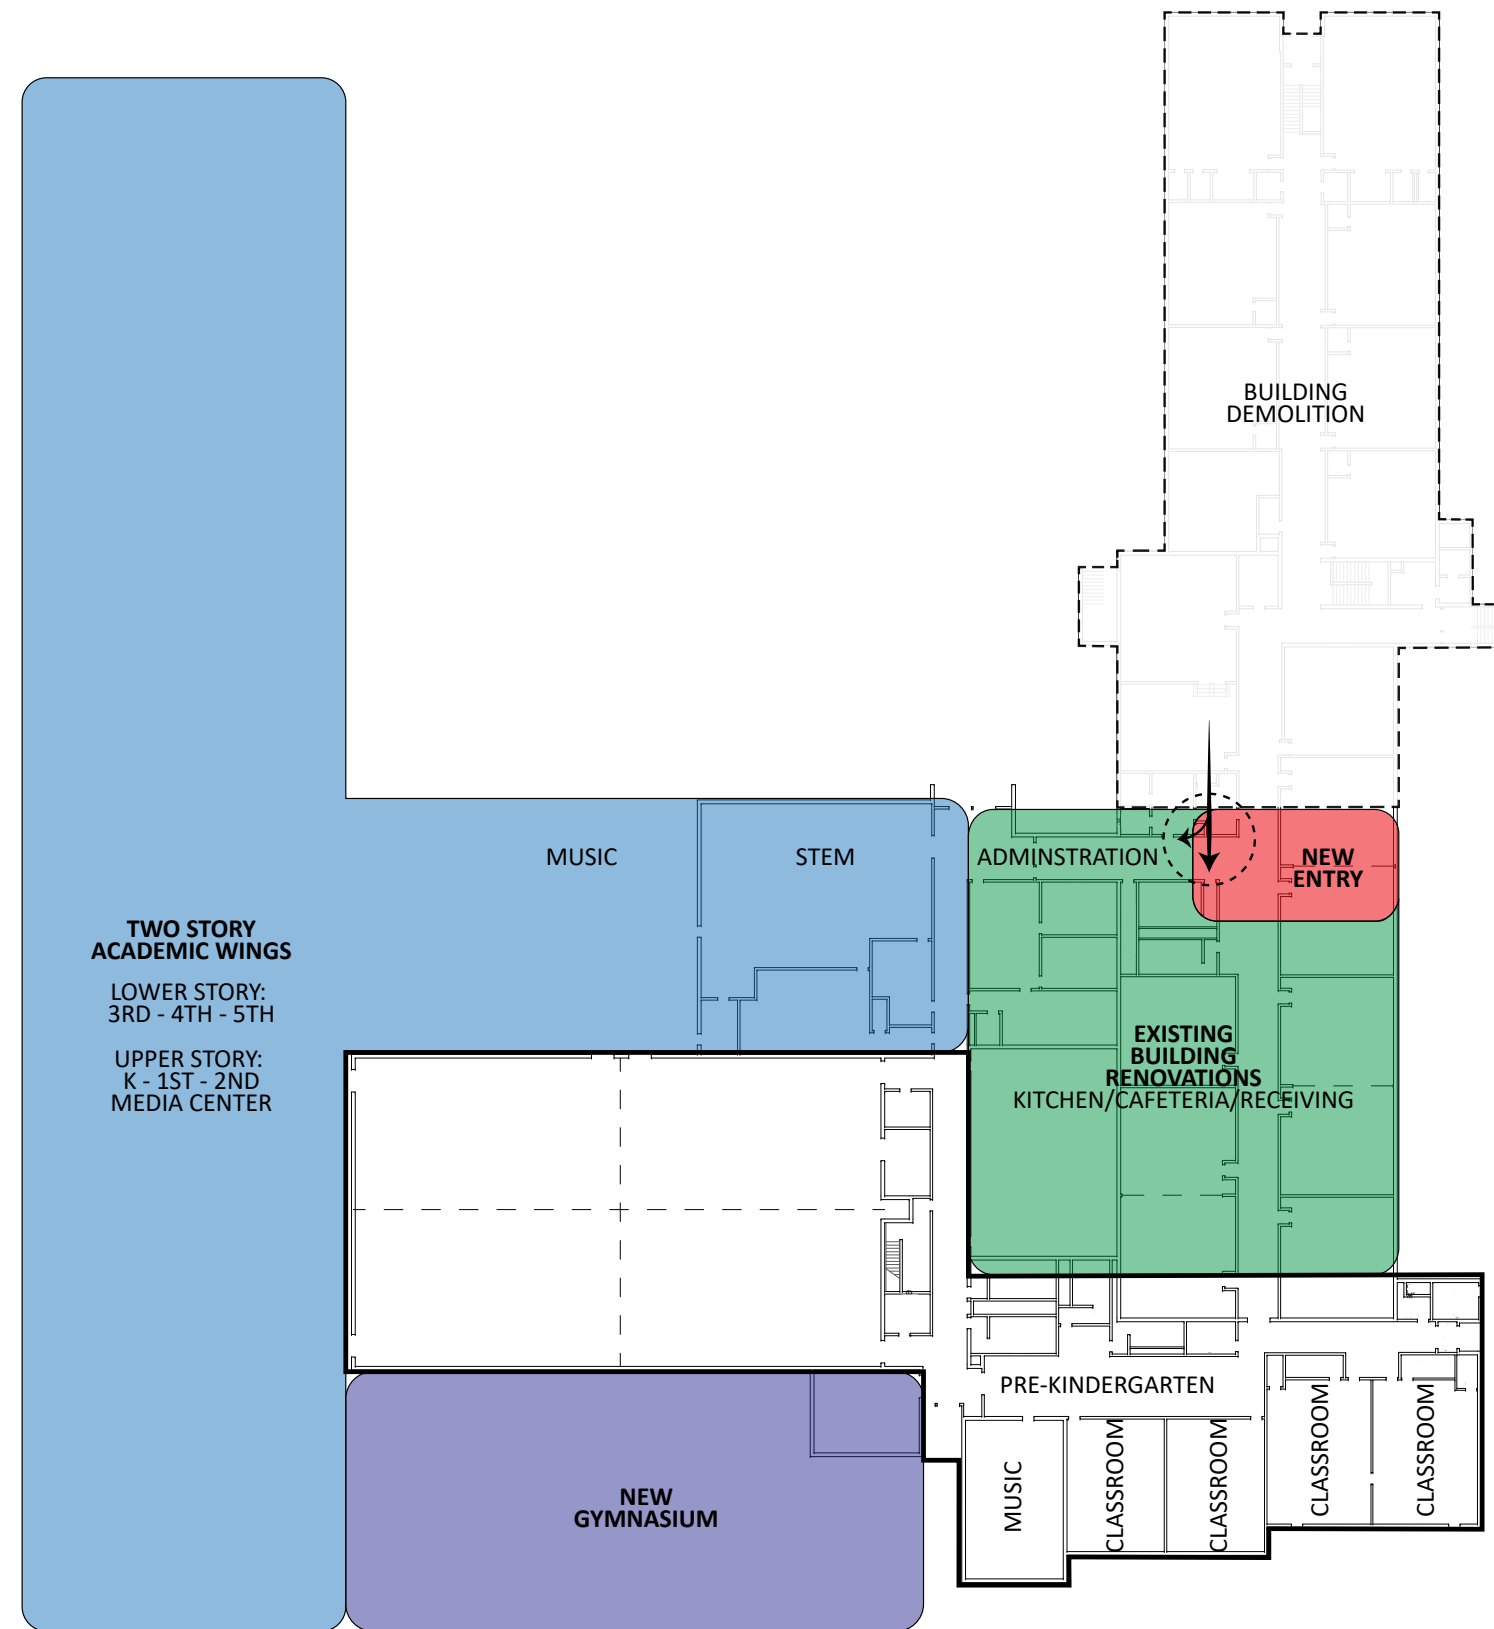 BUILDING
DEMOLITION
MUSIC
STEM
ADMINSTRATION
NEW
ENTRY
TWO STORY
ACADEMIC WINGS
LOWER STORY:
3RD - 4TH - 5TH
UPPER STORY:
K - 1ST - 2ND
MEDIA CENTER
EXISTING
BUILDING
RENOVATIONS
KITCHEN/CAFETERIA/RECEIVING
PRE-KINDERGARTEN
MUSIC
CLASSROOM
CLASSROOM
CLASSROOM
CLASSROOM
NEW
GYMNASIUM